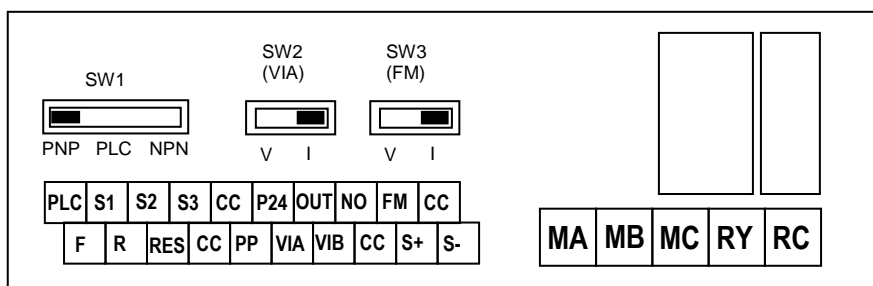 SW1
SW2
(VIA)
SW3
(FM)
PNP PLC NPN
V I
V I
PLC S1 S2 S3 CC P24 OUT NO FM CC
F R RES CC PP VIA VIB CC S+ S-
MA MB MC RY RC